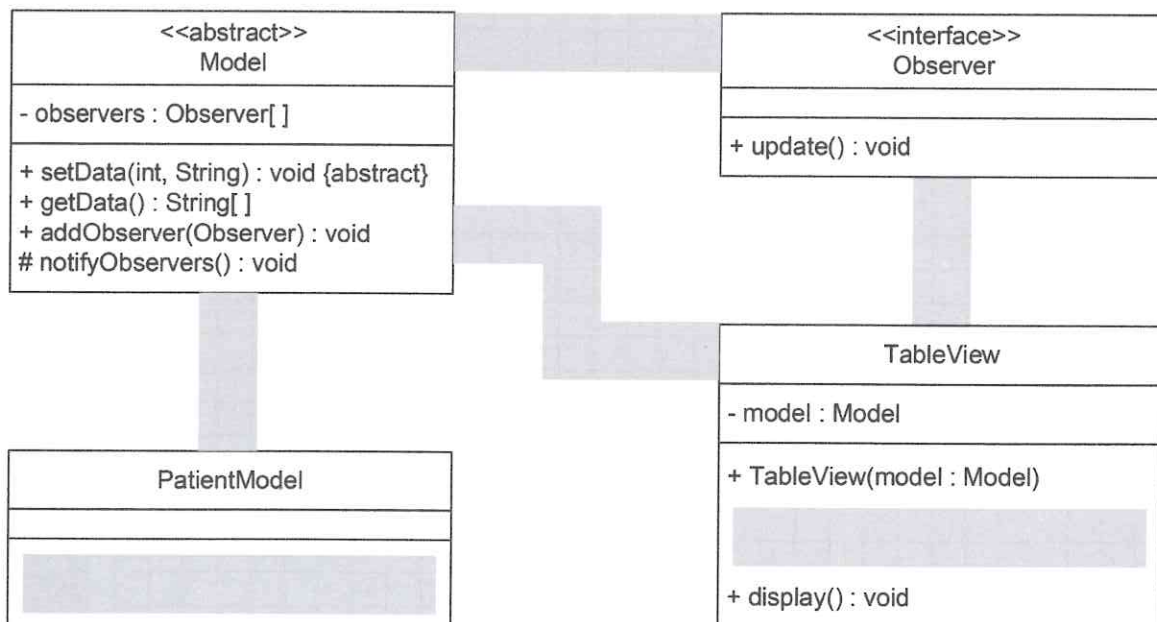 <<abstract>>
Model
- observers : Observer[ ]
+ setData(int, String) : void {abstract}
+ getData() : String[ ]
+ addObserver(Observer) : void
# notifyObservers() : void
<<interface>>
Observer
+ update() : void
PatientModel
TableView
- model : Model
+ TableView(model : Model)
+ display() : void